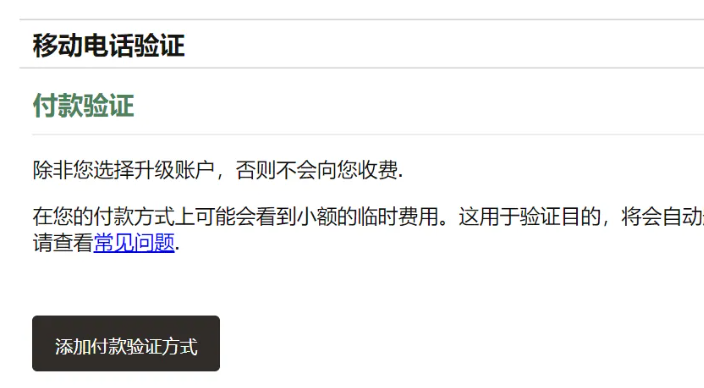 移动电话验证
付款验证
除非您选择升级账户，否则不会向您收费.
在您的付款方式上可能会看到小额的临时费用。这用于验证目的，将会自动
请查看常见问题.
添加付款验证方式